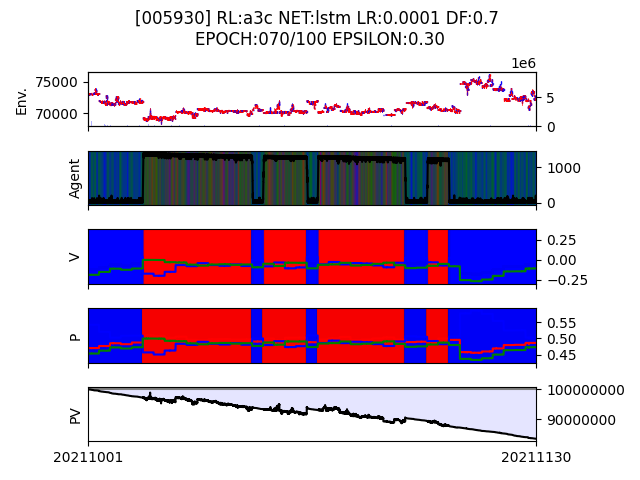 [005930] RL:a3c NET:lstm LR:0.0001 DF:0.7
EPOCH:070/100 EPSILON:0.30
1e6
Env.
75000
70000
5
0
Agent
1000
0
V
0.25
0.00
−0.25
P
0.55
0.50
0.45
PV
100000000
90000000
20211001
20211130